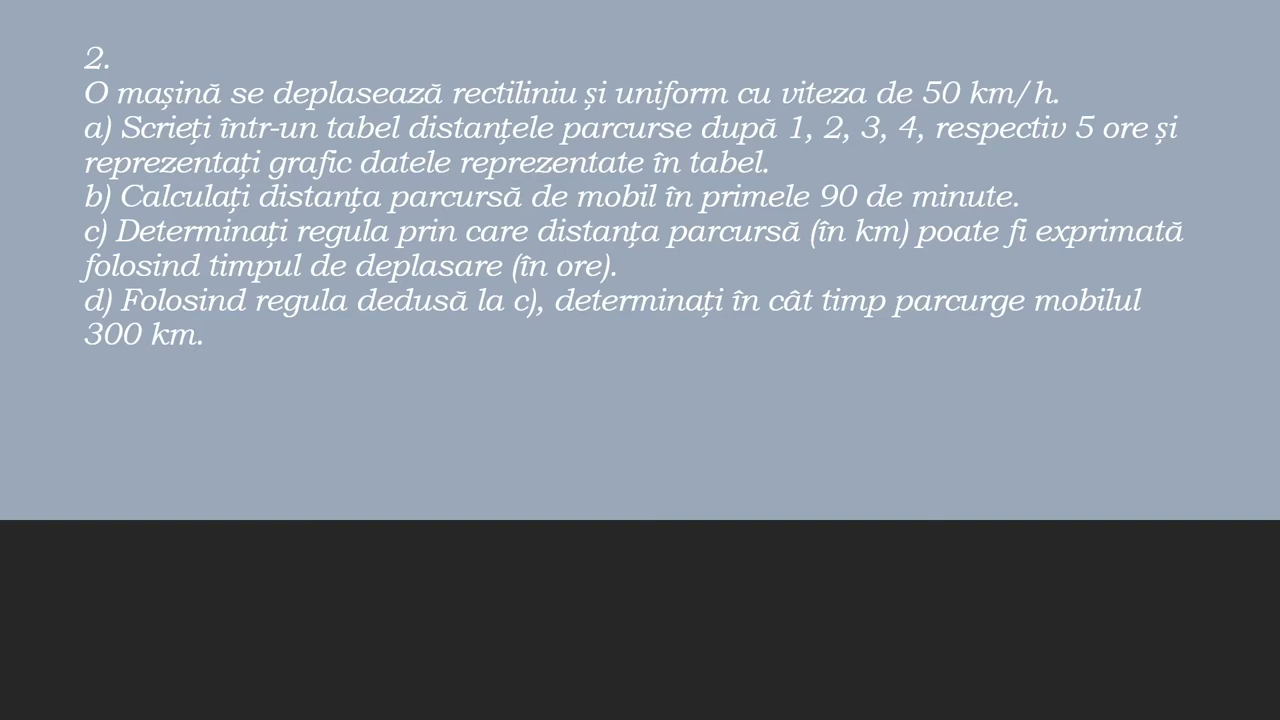 2.
O mașină se deplasează rectiliniu și uniform cu viteza de 50 km/h.
a) Scrieți într-un tabel distanțele parcurse după 1, 2, 3, 4, respectiv 5 ore și
reprezentați grafic datele reprezentate în tabel.
b) Calculați distanța parcursă de mobil în primele 90 de minute.
c) Determinați regula prin care distanța parcursă (în km) poate fi exprimată
folosind timpul de deplasare (în ore).
d) Folosind regula dedusă la c), determinați în cât timp parcurge mobilul
300 km.